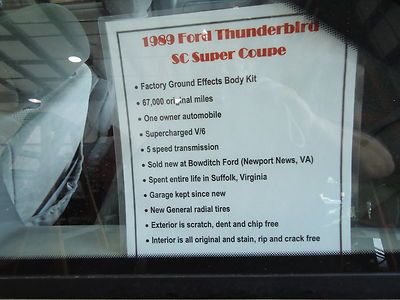 1989 Ford Thunderbird
SC Super Coupe
• Factory Ground Effects Body Kit
• 67,000 original miles
• One owner automobile
• Supercharged V/6
• 5 speed transmission
• Sold new at Bowditch Ford (Newport News, VA)
• Spent entire life in Suffolk, Virginia
• Garage kept since new
• New General radial tires
• Exterior is scratch, dent and chip free
• Interior is all original and stain, rip and crack free